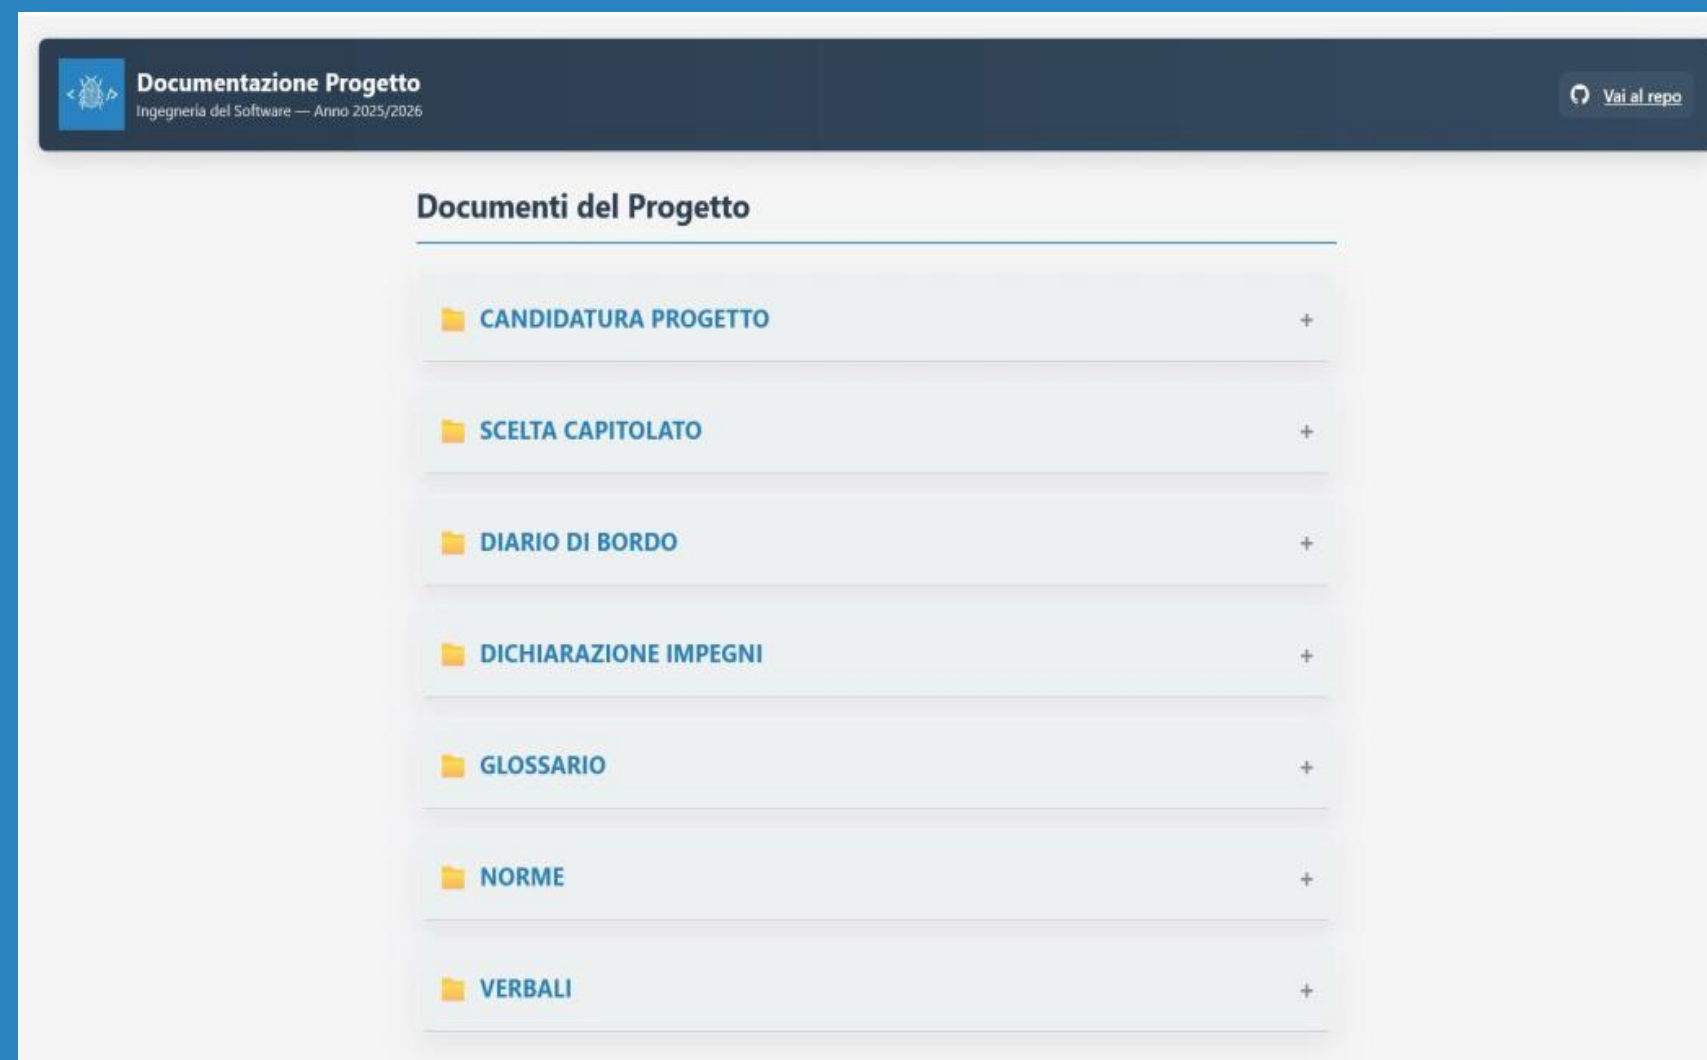 Documentazione Progetto
Ingegneria del Software — Anno 2025/2026
Vai al repo
Documenti del Progetto
CANDIDATURA PROGETTO
+
SCELTA CAPITOLATO
+
DIARIO DI BORDO
+
DICHIARAZIONE IMPEGNI
+
GLOSSARIO
+
NORME
+
VERBALI
+